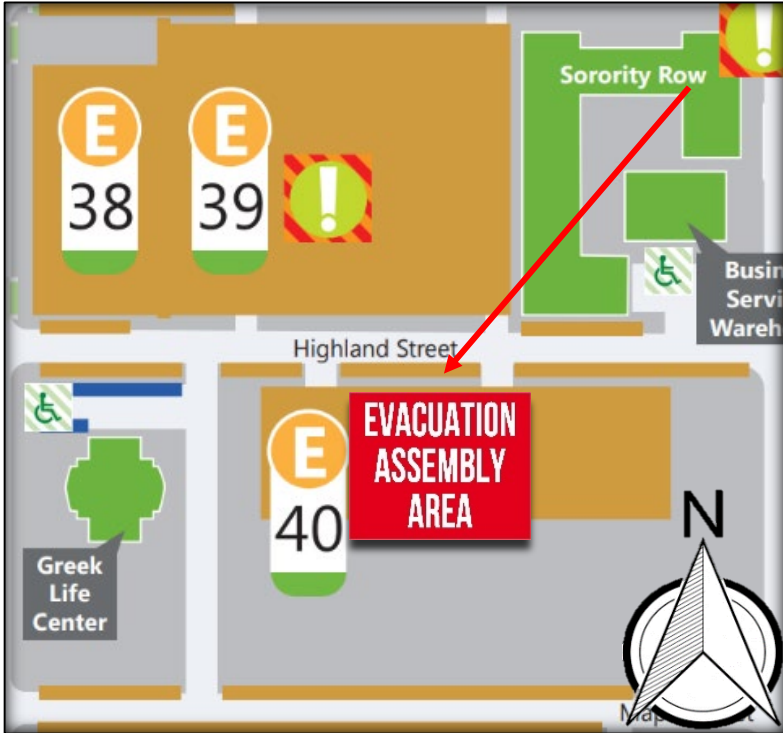 Sorority Row
E
38
E
39
!
!
Highland Street
E
40
EVACUATION
ASSEMBLY
AREA
Greek
Life
Center
N